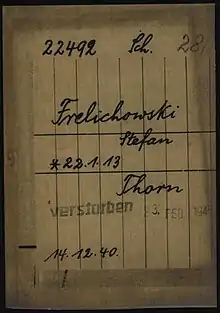 22492 Sch. 28.
Frelichowski
Stefan
*22.1.13
Thorn
verstorben 23. FEB. 1945
14.12.40.